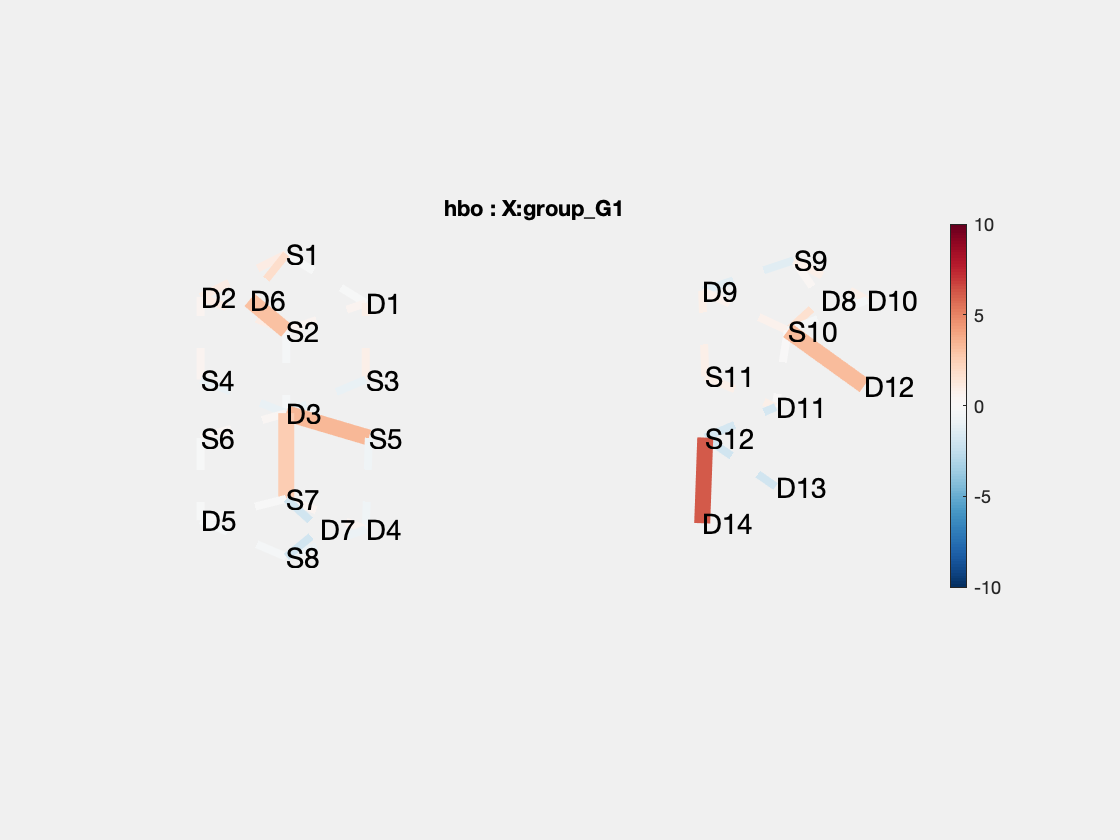 hbo : X:group_G1
S1
D2
D6
D1
S2
S4
S3
D3
S6
S5
S7
D5
D7
D4
S8
S9
D9
D8
D10
S10
S11
D12
D11
S12
D13
D14
10
5
0
-5
-10